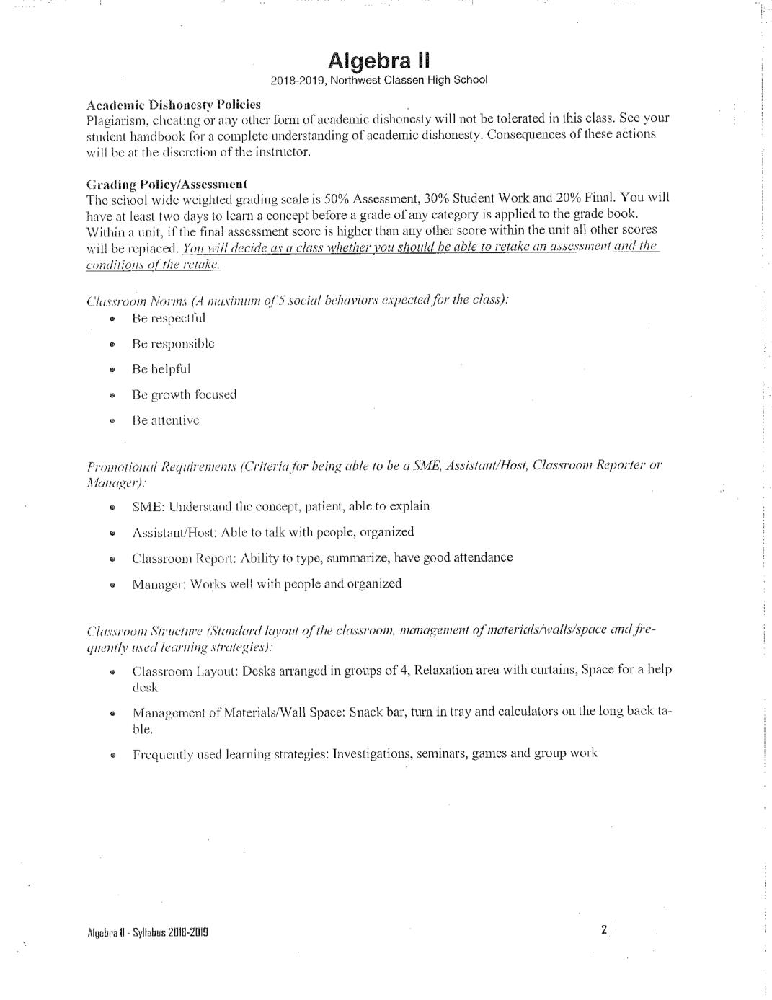 Algebra II
2018-2019, Northwest Classen High School
Academic Dishonesty Policies
Plagiarism, cheating or any other form of academic dishonesty will not be tolerated in this class. See your
student handbook for a complete understanding of academic dishonesty. Consequences of these actions
will be at the discretion of the instructor.
Grading Policy/Assessment
The school wide weighted grading scale is 50% Assessment, 30% Student Work and 20% Final. You will
have at least two days to learn a concept before a grade of any category is applied to the grade book.
Within a unit, if the final assessment score is higher than any other score within the unit all other scores
will be replaced. You will decide as a class whether you should be able to retake an assessment and the
conditions of the retake.
Classroom Norms (A maximum of 5 social behaviors expected for the class):
• Be respectful
• Be responsible
• Be helpful
• Be growth focused
• Be attentive
Promotional Requirements (Criteria for being able to be a SME, Assistant/Host, Classroom Reporter or
Manager):
• SME: Understand the concept, patient, able to explain
• Assistant/Host: Able to talk with people, organized
• Classroom Report: Ability to type, summarize, have good attendance
• Manager: Works well with people and organized
Classroom Structure (Standard layout of the classroom, management of materials/walls/space and fre-
quently used learning strategies):
• Classroom Layout: Desks arranged in groups of 4, Relaxation area with curtains, Space for a help
desk
• Management of Materials/Wall Space: Snack bar, turn in tray and calculators on the long back ta-
ble.
• Frequently used learning strategies: Investigations, seminars, games and group work
Algebra II - Syllabus 2018-2019
2